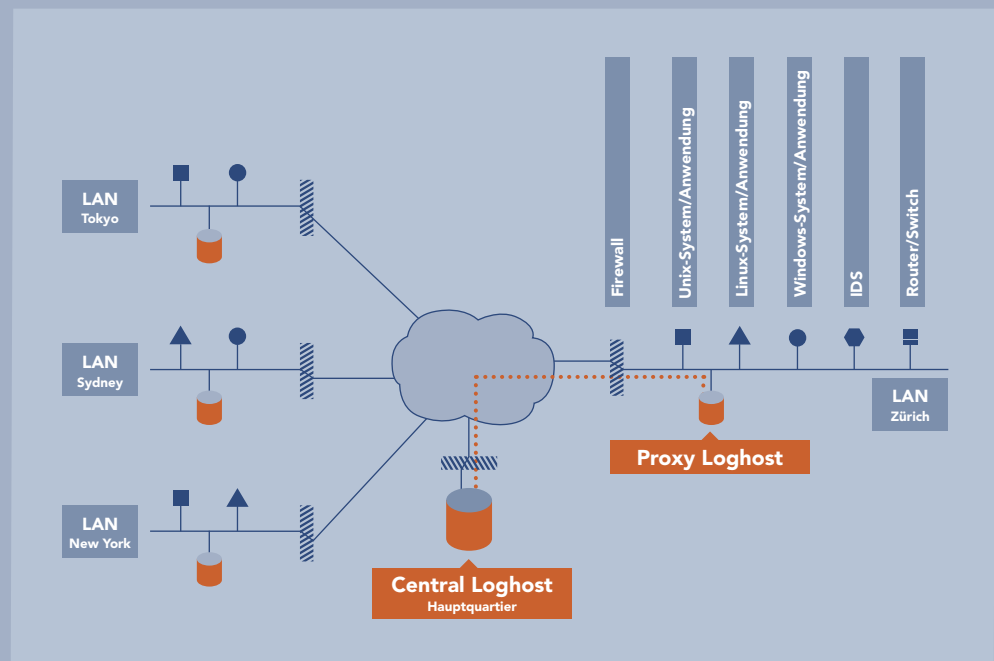 Firewall
Unix-System/Anwendung
Linux-System/Anwendung
Windows-System/Anwendung
IDS
Router/Switch
LAN
Tokyo
LAN
Sydney
LAN
Zürich
Proxy Loghost
LAN
New York
Central Loghost
Hauptquartier